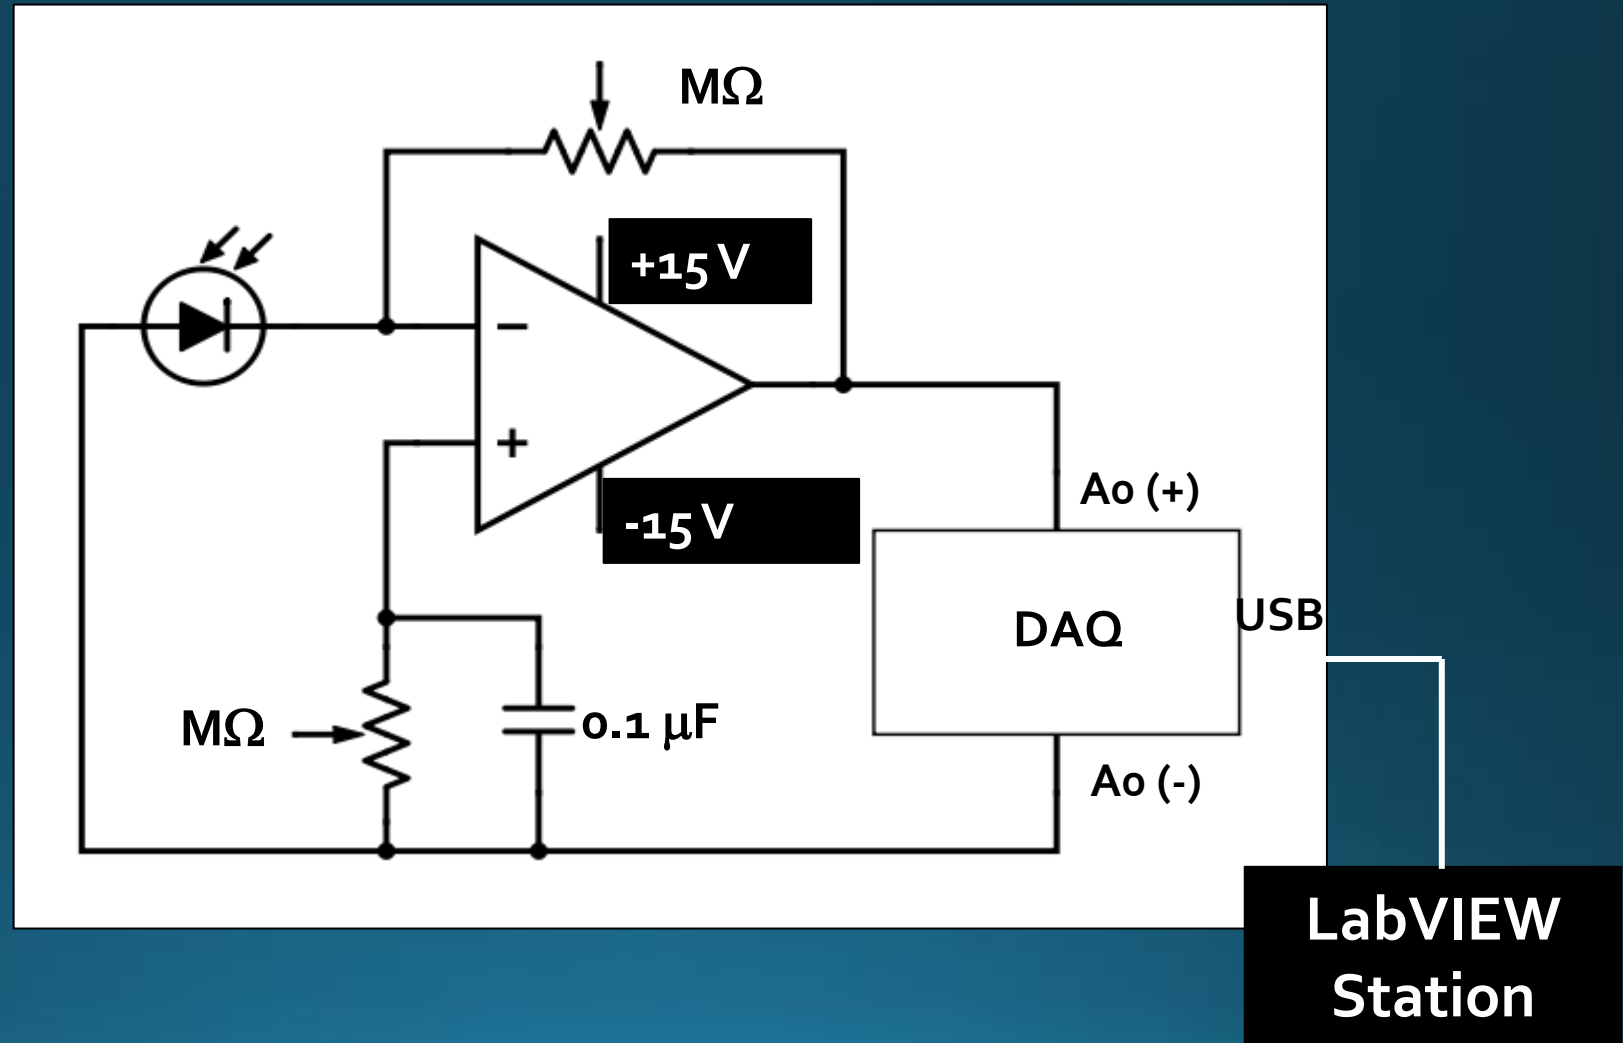 MΩ
+15 V
−
+
-15 V
Ao (+)
DAQ
USB
MΩ
0.1 µF
Ao (-)
LabVIEW
Station